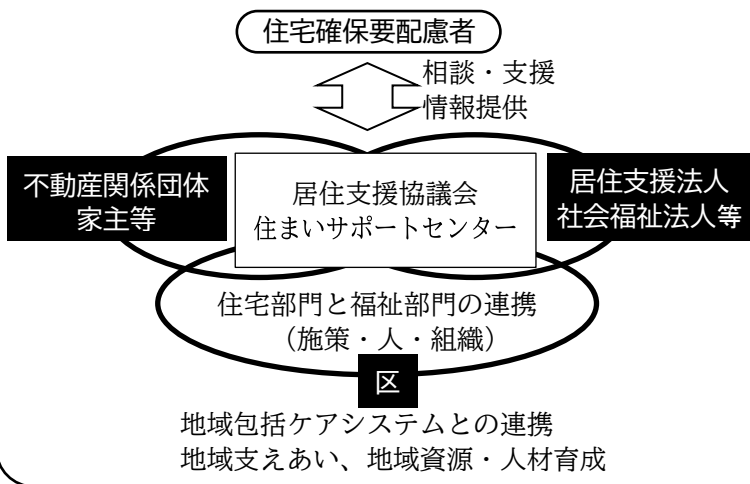 住宅確保要配慮者
相談・支援
情報提供
不動産関係団体
家主等
居住支援協議会
住まいサポートセンター
居住支援法人
社会福祉法人等
住宅部門と福祉部門の連携
（施策・人・組織）
区
地域包括ケアシステムとの連携
地域支えあい、地域資源・人材育成